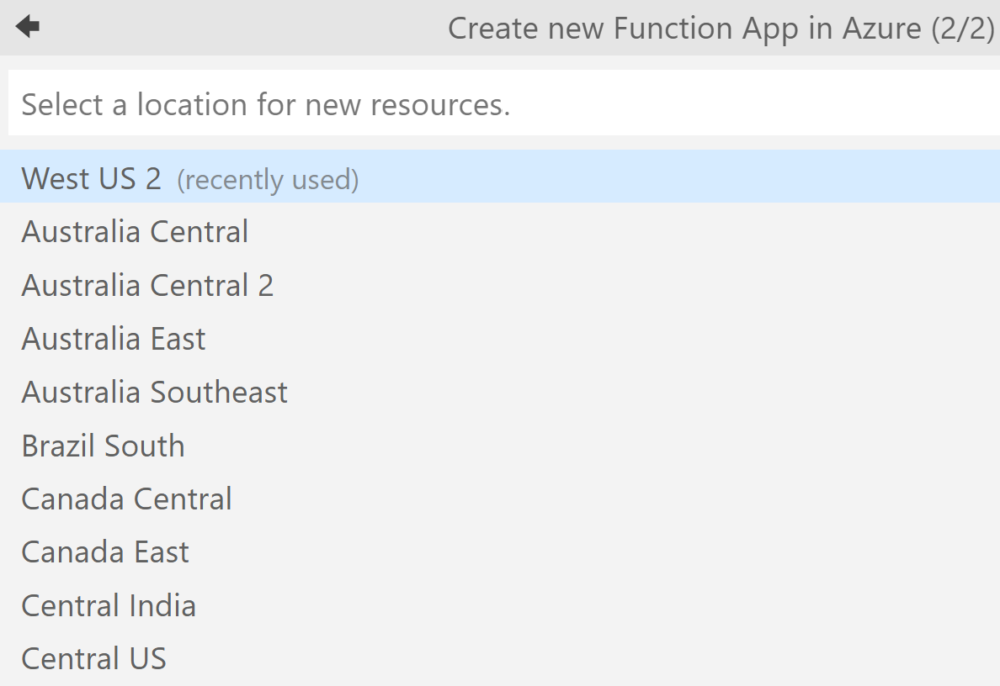 Create new Function App in Azure (2/2)
Select a location for new resources.
West US 2 (recently used)
Australia Central
Australia Central 2
Australia East
Australia Southeast
Brazil South
Canada Central
Canada East
Central India
Central US